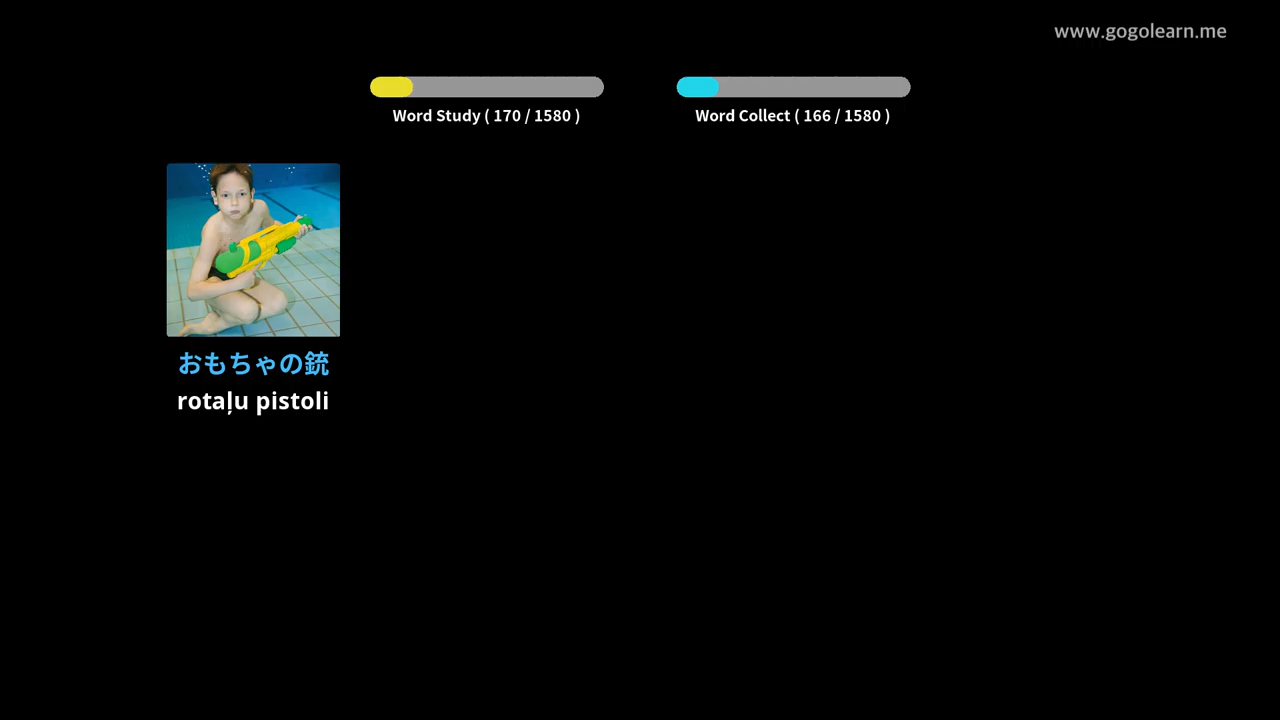 www.gogolearn.me
Word Study ( 170 / 1580 )
Word Collect ( 166 / 1580 )
おもちゃの銃
rotaļu pistoli